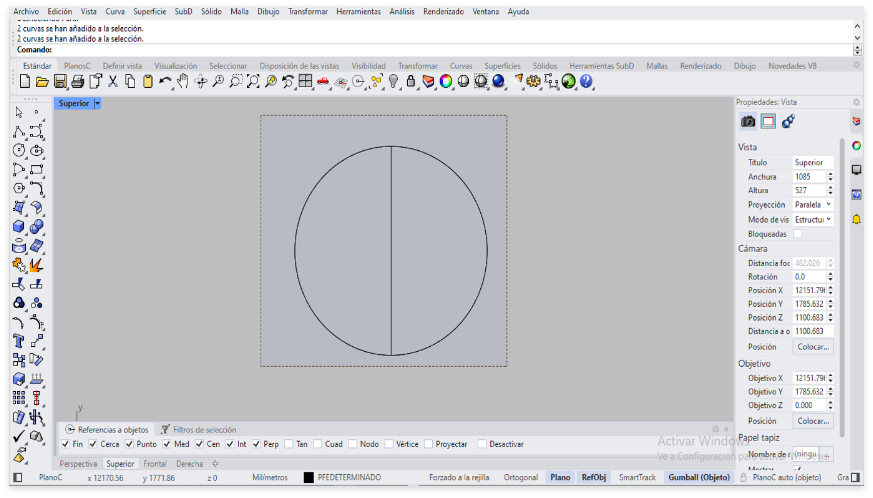 Archivo Edición Vista Curva Superficie SubD Sólido Malla Dibujo Transformar Herramientas Análisis Renderizado Ventana Ayuda
2 curvas se han añadido a la selección.
2 curvas se han añadido a la selección.
Comando:
Estándar PlanosC Definir vista Visualización Seleccionar Disposición de las vistas Visibilidad Transformar Curvas Superficies Sólidos Herramientas SubD Mallas Renderizado Dibujo Novedades V8
Superior
Propiedades: Vista
Vista
Título Superior
Anchura 1085
Altura 527
Proyección Paralela
Modo de vis Estructu
Bloqueadas
Cámara
Distancia foc 482.026
Rotación 0.0
Posición X 12151.796
Posición Y 1785.632
Posición Z 1100.683
Distancia a o 1100.683
Posición Colocar...
Objetivo
Objetivo X 12151.796
Objetivo Y 1785.632
Objetivo Z 0.000
Posición Colocar...
Papel tapiz
Nombre de a (ningu ...
Mostrar
y
Referencias a objetos Filtros de selección
Fin Cerca Punto Med Cen Int Perp Tan Cuad Nodo Vértice Proyectar Desactivar
Activar Windows
Ve a Configuración para activar Windows.
Perspectiva Superior Frontal Derecha
PlanoC x 12170.56 y 1771.86 z 0 Milímetros PREDETERMINADO Forzado a la rejilla Ortogonal Plano RefObj SmartTrack Gumball (Objeto) PlanoC auto (objeto) Gra